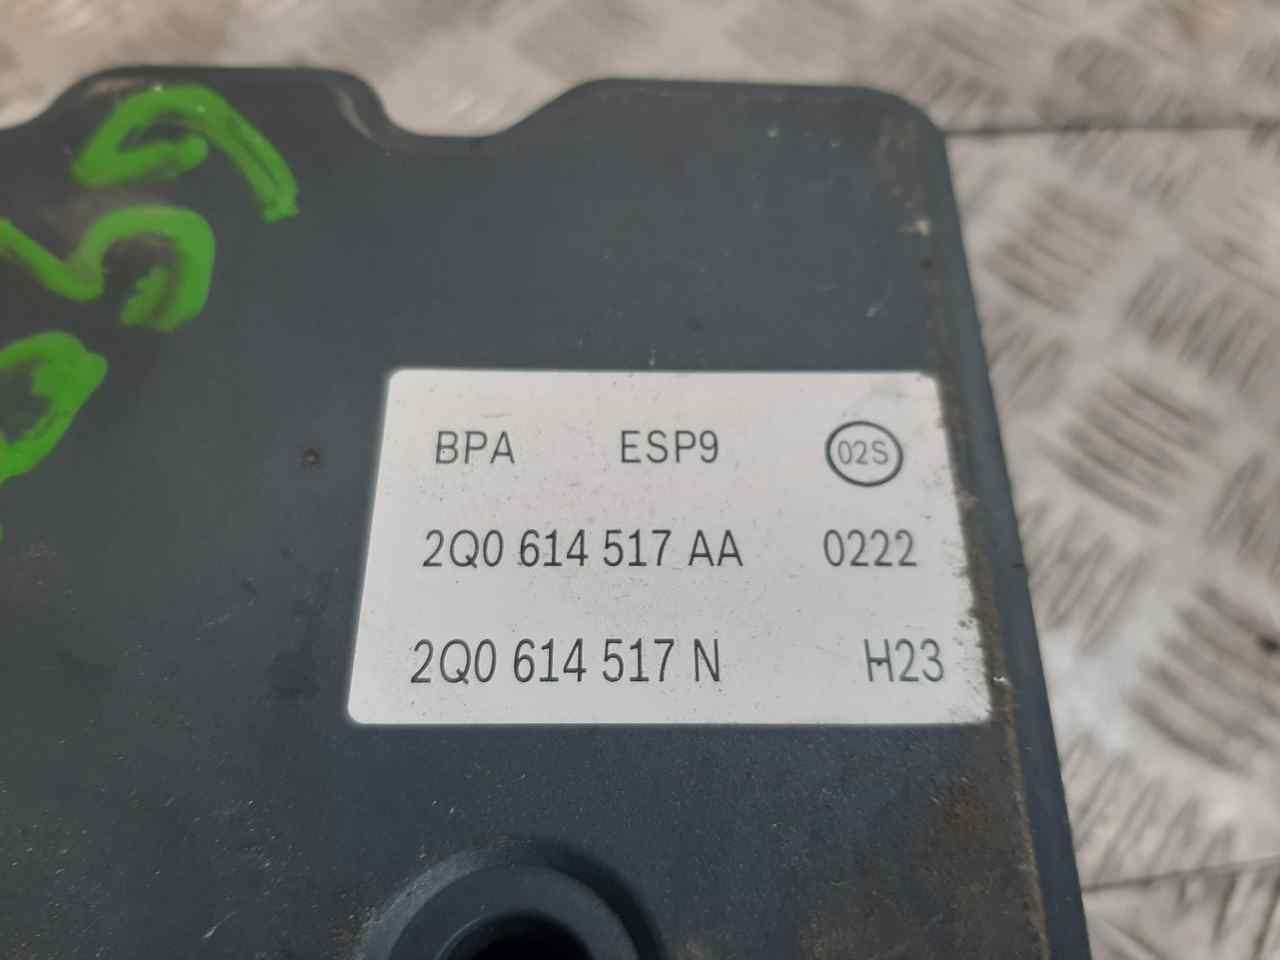 BPA ESP9 02S
2Q0 614 517 AA 0222
2Q0 614 517 N H23